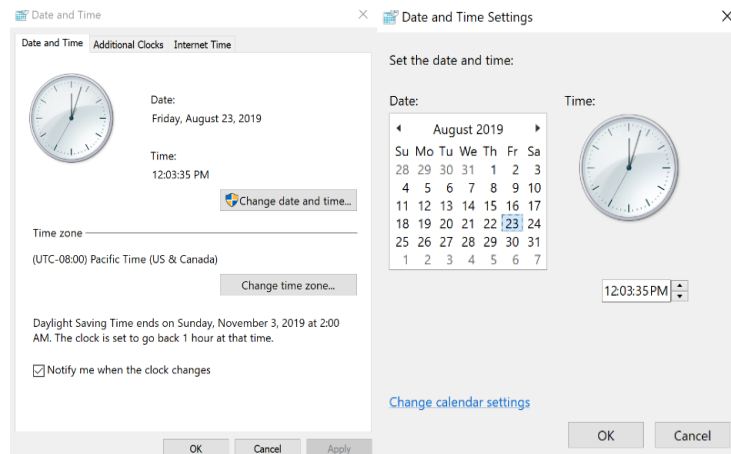 Date and Time
Date and Time Additional Clocks Internet Time
Date:
Friday, August 23, 2019
Time:
12:03:35 PM
Change date and time...
Time zone
(UTC-08:00) Pacific Time (US & Canada)
Change time zone...
Daylight Saving Time ends on Sunday, November 3, 2019 at 2:00
AM. The clock is set to go back 1 hour at that time.
Notify me when the clock changes
OK Cancel Apply
Date and Time Settings
Set the date and time:
Date:
August 2019
Su Mo Tu We Th Fr Sa
28 29 30 31 1 2 3
4 5 6 7 8 9 10
11 12 13 14 15 16 17
18 19 20 21 22 23 24
25 26 27 28 29 30 31
1 2 3 4 5 6 7
Time:
12:03:35 PM
Change calendar settings
OK Cancel